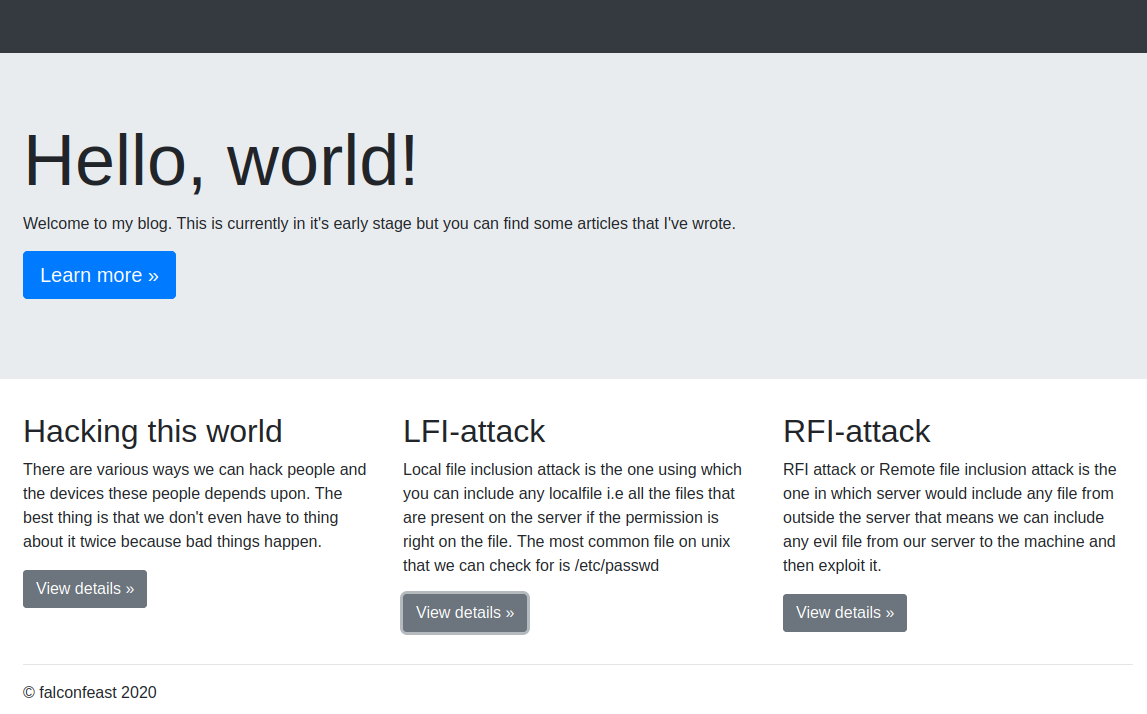 Hello, world!
Welcome to my blog. This is currently in it's early stage but you can find some articles that I've wrote.
Learn more »
Hacking this world
There are various ways we can hack people and
the devices these people depends upon. The
best thing is that we don't even have to thing
about it twice because bad things happen.
View details »
LFI-attack
Local file inclusion attack is the one using which
you can include any localfile i.e all the files that
are present on the server if the permission is
right on the file. The most common file on unix
that we can check for is /etc/passwd
View details »
RFI-attack
RFI attack or Remote file inclusion attack is the
one in which server would include any file from
outside the server that means we can include
any evil file from our server to the machine and
then exploit it.
View details »
© falconfeast 2020